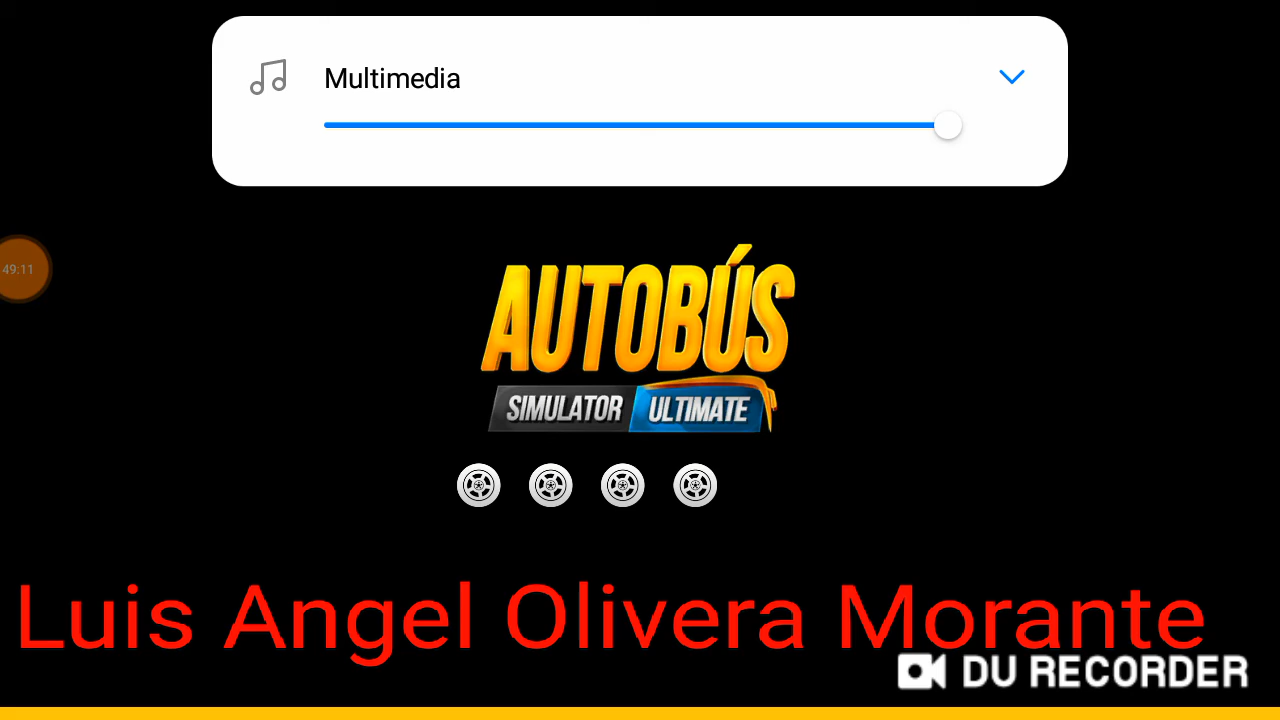 Multimedia
49:11
AUTOBÚS
SIMULATOR ULTIMATE
Luis Angel Olivera Morante
DU RECORDER